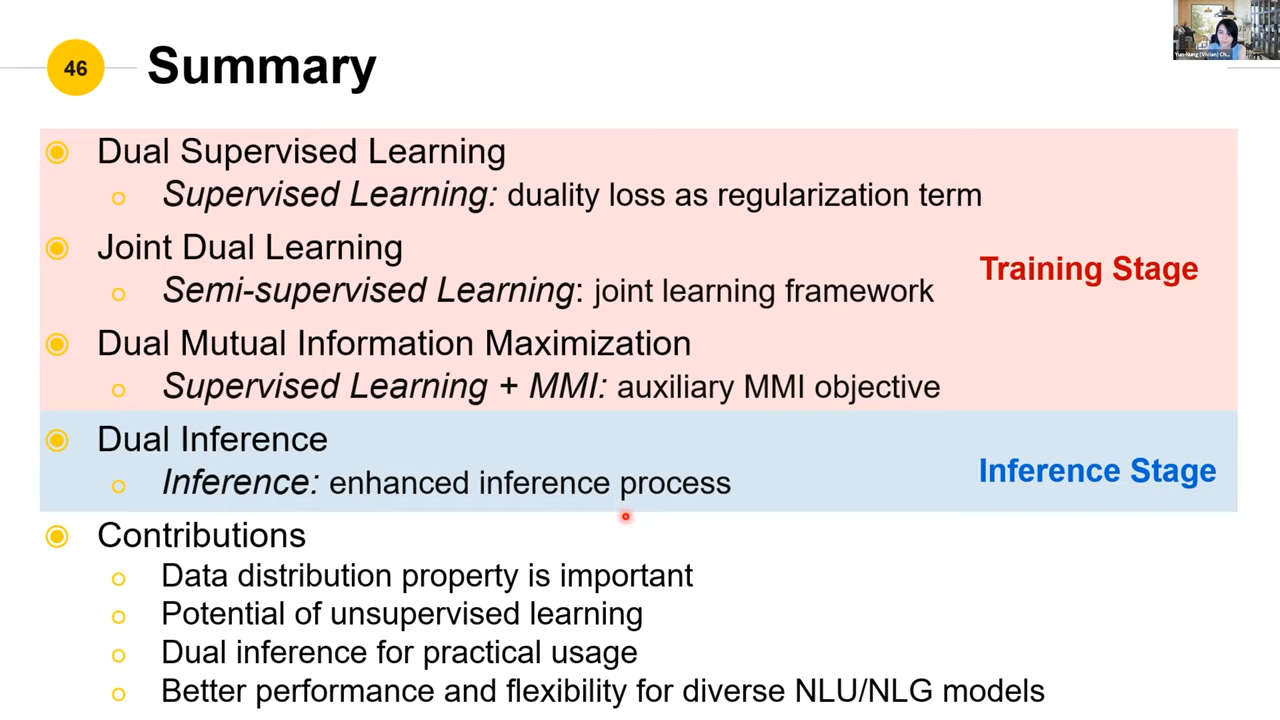 46
Summary
Dual Supervised Learning
Supervised Learning: duality loss as regularization term
Joint Dual Learning
Semi-supervised Learning: joint learning framework
Training Stage
Dual Mutual Information Maximization
Supervised Learning + MMI: auxiliary MMI objective
Dual Inference
Inference: enhanced inference process
Inference Stage
Contributions
Data distribution property is important
Potential of unsupervised learning
Dual inference for practical usage
Better performance and flexibility for diverse NLU/NLG models